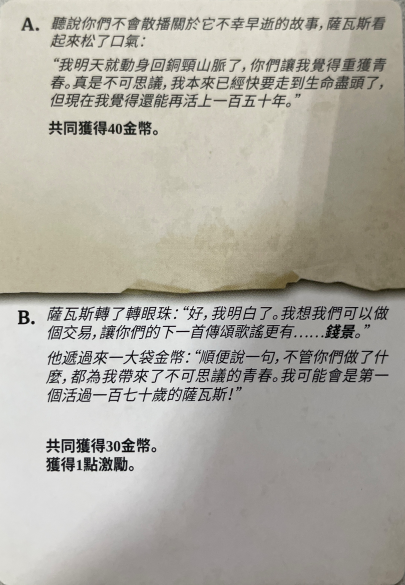 A. 聽說你們不會散播關於它不幸早逝的故事，薩瓦斯看
起來松了口氣：
“我明天就動身回銅頸山脈了，你們讓我覺得重獲青
春。真是不可思議，我本來已經快要走到生命盡頭了，
但現在我覺得還能再活上一百五十年。”
共同獲得40金幣。
B. 薩瓦斯轉了轉眼珠：“好，我明白了。我想我們可以做
個交易，讓你們的下一首傳頌歌謠更有……錢景。”
他遞過來一大袋金幣：“順便說一句，不管你們做了什
麼，都為我帶來了不可思議的青春。我可能會是第一
個活過一百七十歲的薩瓦斯！”
共同獲得30金幣。
獲得1點激勵。